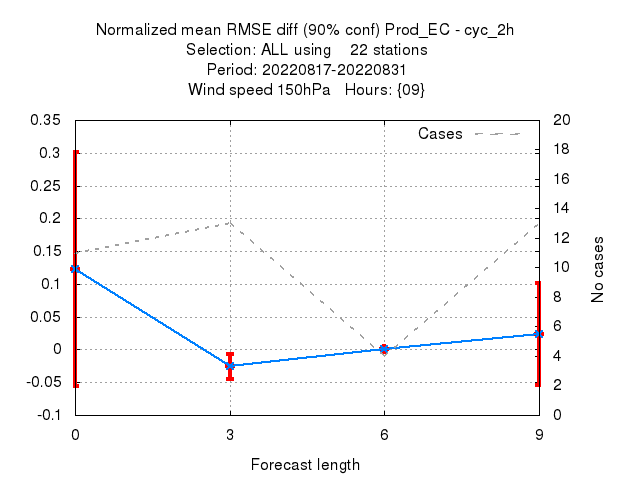 Normalized mean RMSE diff (90% conf) Prod_EC - cyc_2h
Selection: ALL using    22 stations
Period: 20220817-20220831
Wind speed 150hPa   Hours: {09}
Cases
0.35
0.3
0.25
0.2
0.15
0.1
0.05
0
-0.05
-0.1
20
18
16
14
12
10
8
6
4
2
0
No cases
0 3 6 9
Forecast length